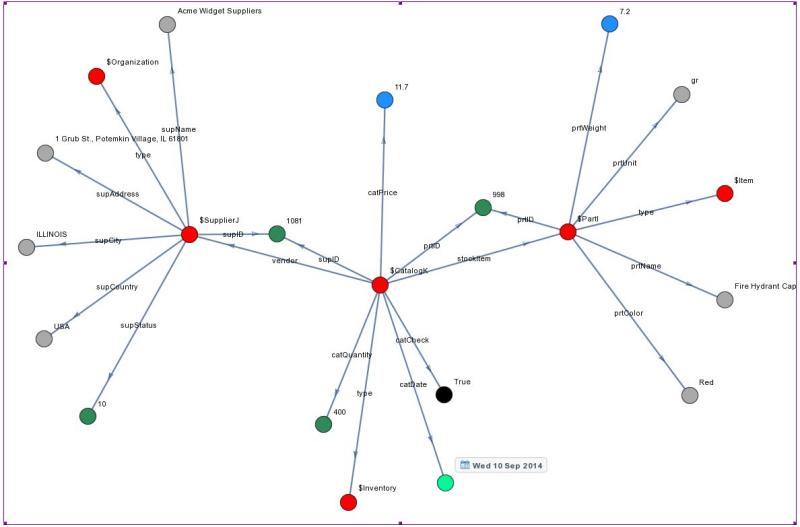 Acme Widget Suppliers
7.2
$Organization
11.7
gr
supName
prtWeight
1 Grub St., Potemkin Village, IL 61801
type
prtUnit
$Item
supAddress
catPrice
998
type
$SupplierJ
1081
prtID
$PartI
ILLINOIS
supCity
supID
prtID
vendor
supID
stockItem
prtName
$CatalogK
supCountry
Fire Hydrant Cap
USA
supStatus
prtColor
catCheck
catQuantity
catDate
True
Red
type
10
400
Wed 10 Sep 2014
$Inventory